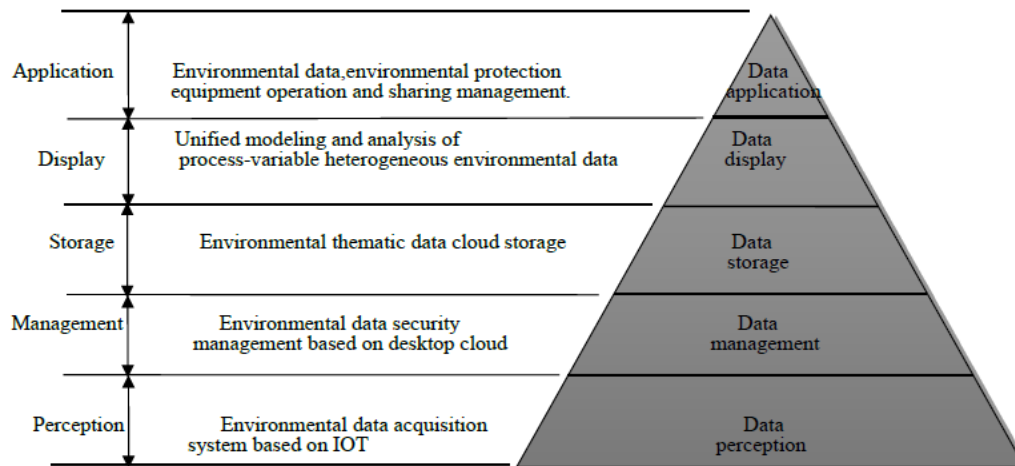 Application
Environmental data,environmental protection
equipment operation and sharing management.
Data
application
Display
Unified modeling and analysis of
process-variable heterogeneous environmental data
Data
display
Storage
Environmental thematic data cloud storage
Data
storage
Management
Environmental data security
management based on desktop cloud
Data
management
Perception
Environmental data acquisition
system based on IOT
Data
perception